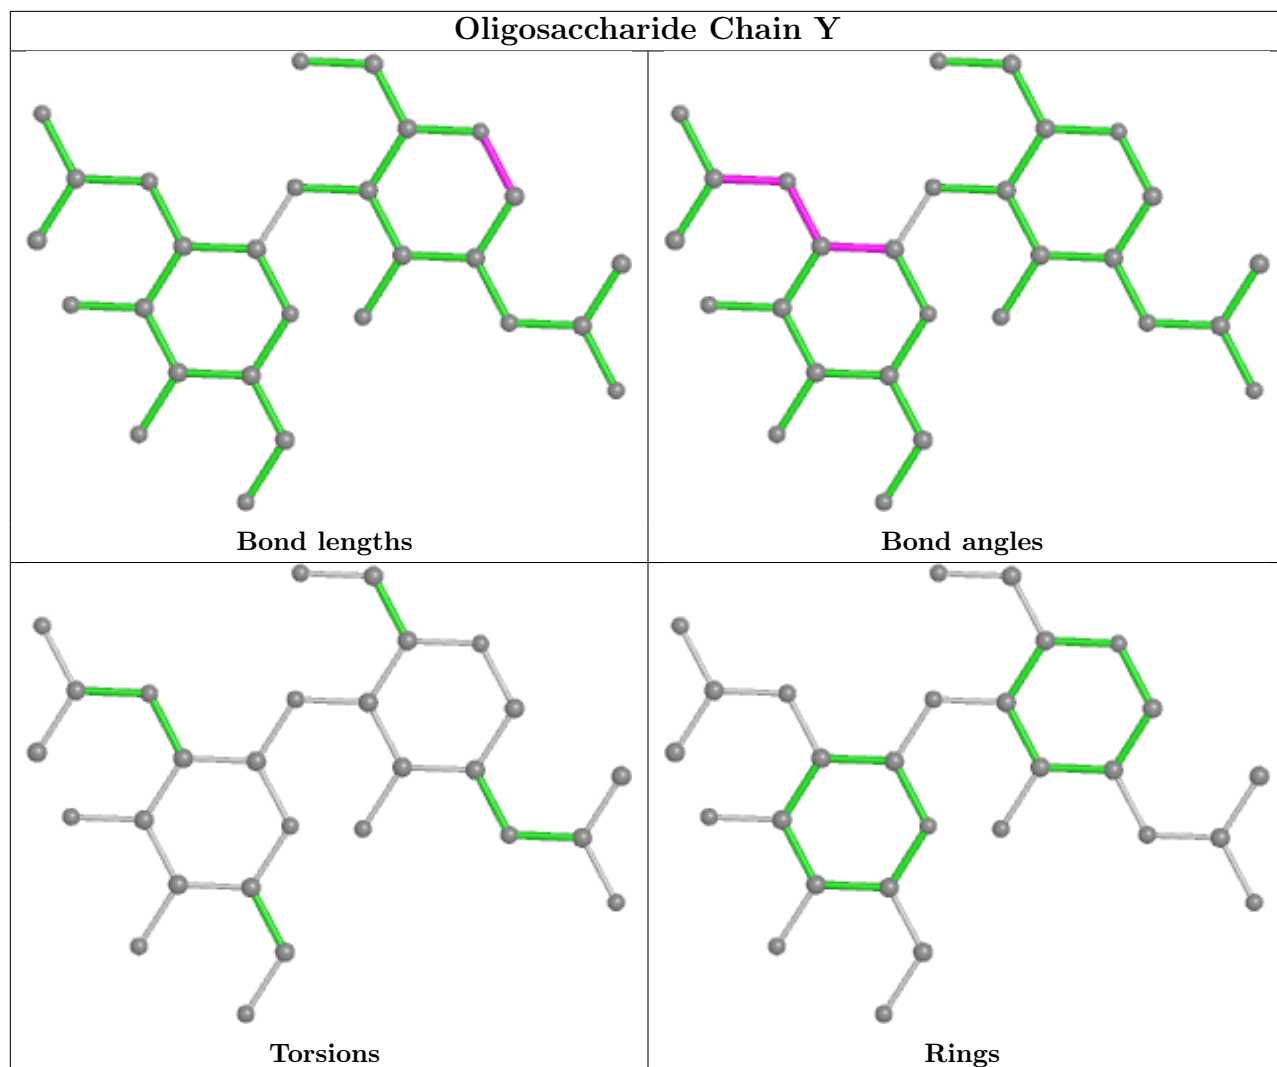 Oligosaccharide Chain Y
Bond lengths
Bond angles
Torsions
Rings